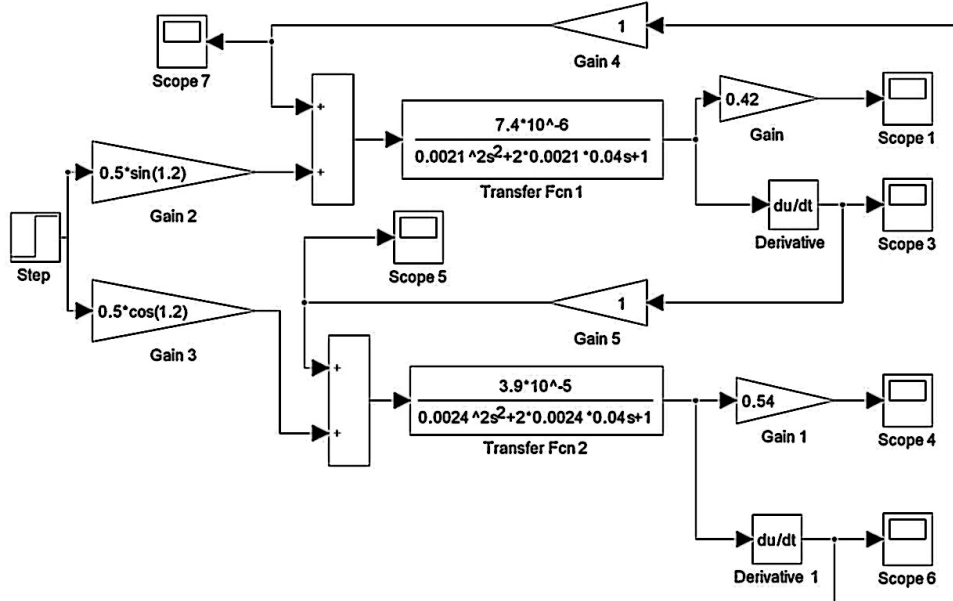 1
Gain 4
Scope 7
+
+
7.4*10^-6
0.0021^2s²+2*0.0021*0.04s+1
Transfer Fcn 1
0.42
Gain
Scope 1
0.5*sin(1.2)
Gain 2
Step
Scope 5
du/dt
Derivative
Scope 3
0.5*cos(1.2)
Gain 3
1
Gain 5
+
+
3.9*10^-5
0.0024^2s²+2*0.0024*0.04s+1
Transfer Fcn 2
0.54
Gain 1
Scope 4
du/dt
Derivative 1
Scope 6